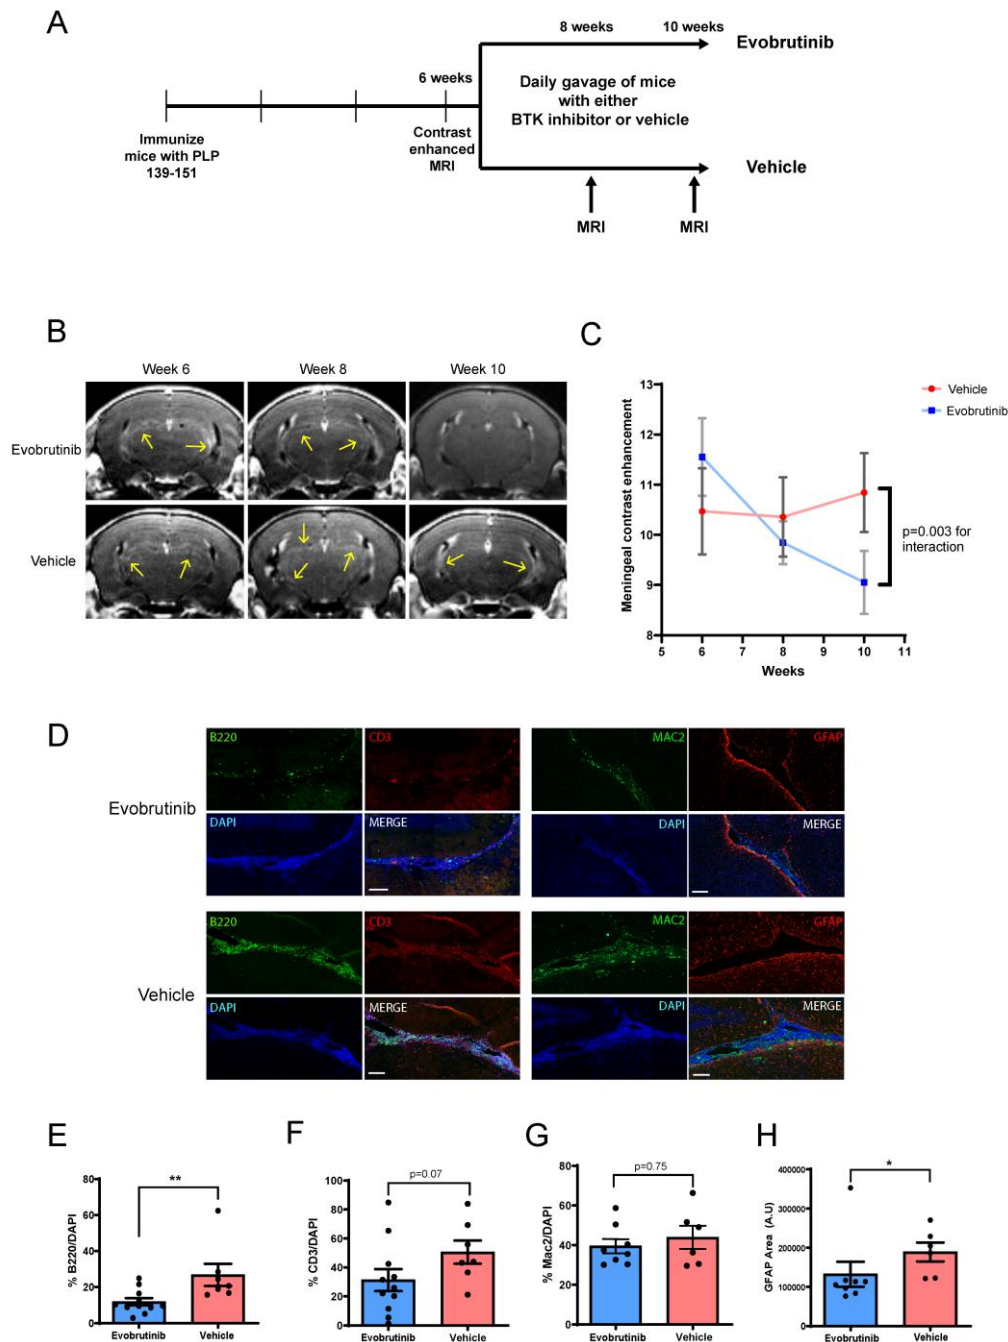 A
8 weeks
10 weeks
Evobrutinib
6 weeks
Daily gavage of mice
with either
BTK inhibitor or vehicle
Immunize
mice with PLP
139-151
Contrast
enhanced
MRI
Vehicle
MRI
MRI
B
Week 6
Week 8
Week 10
Evobrutinib
Vehicle
C
Meningeal contrast enhancement
13
12
11
10
9
8
5
6
7
8
9
10
11
Weeks
Vehicle
Evobrutinib
p=0.003 for
interaction
D
Evobrutinib
B220
CD3
MAC2
GFAP
DAPI
MERGE
DAPI
MERGE
Vehicle
B220
CD3
MAC2
GFAP
DAPI
MERGE
DAPI
MERGE
E
% B220/DAPI
80
60
40
20
0
**
Evobrutinib
Vehicle
F
% CD3/DAPI
100
80
60
40
20
0
p=0.07
Evobrutinib
Vehicle
G
% Mac2/DAPI
80
60
40
20
0
p=0.75
Evobrutinib
Vehicle
H
GFAP Area (A.U)
400000
300000
200000
100000
0
*
Evobrutinib
Vehicle